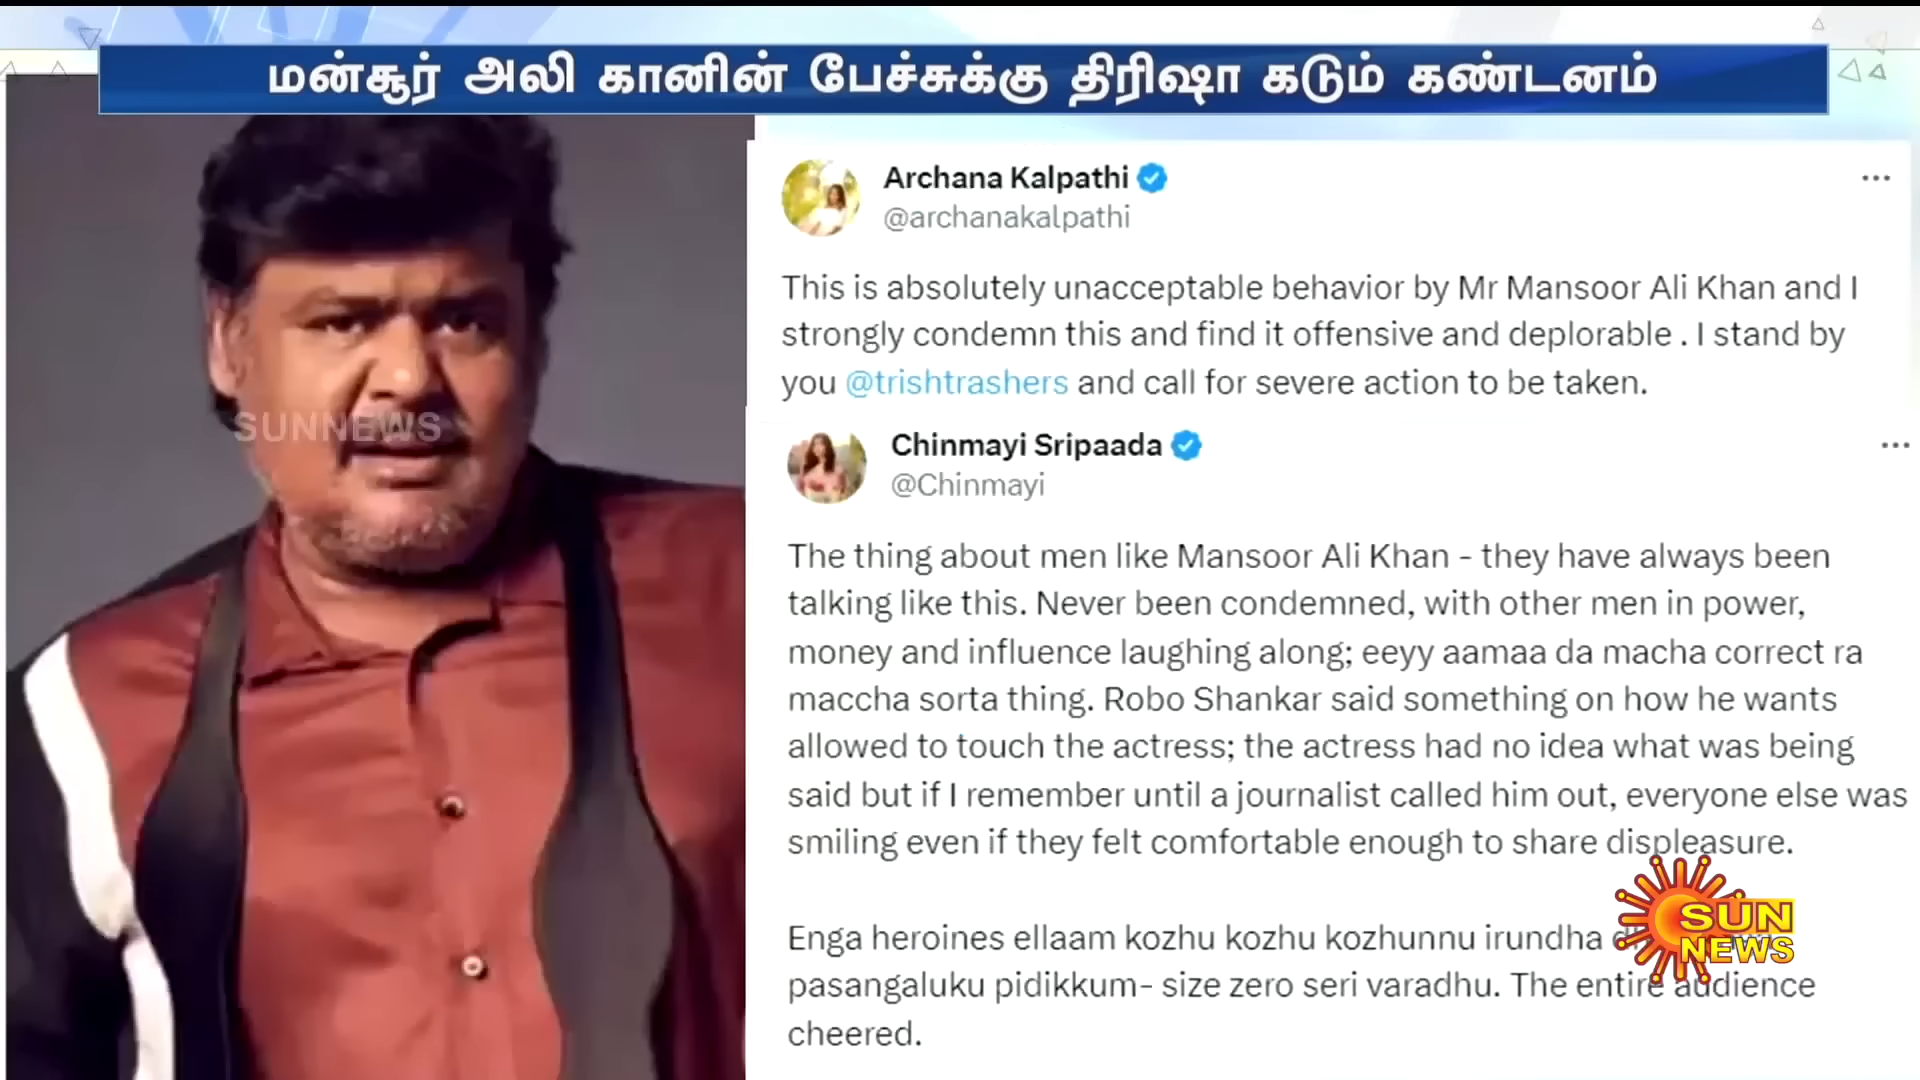 மன்சூர் அலி கானின் பேச்சுக்கு திரிஷா கடும் கண்டனம்
Archana Kalpathi
@archanakalpathi
This is absolutely unacceptable behavior by Mr Mansoor Ali Khan and I
strongly condemn this and find it offensive and deplorable . I stand by
you @trishtrashers and call for severe action to be taken.
SUNNEWS
Chinmayi Sripaada
@Chinmayi
The thing about men like Mansoor Ali Khan - they have always been
talking like this. Never been condemned, with other men in power,
money and influence laughing along; eeyy aamaa da macha correct ra
maccha sorta thing. Robo Shankar said something on how he wants
allowed to touch the actress; the actress had no idea what was being
said but if I remember until a journalist called him out, everyone else was
smiling even if they felt comfortable enough to share displeasure.
Enga heroines ellaam kozhu kozhu kozhunnu irundha
pasangaluku pidikkum- size zero seri varadhu. The entire audience
cheered.
SUN
NEWS